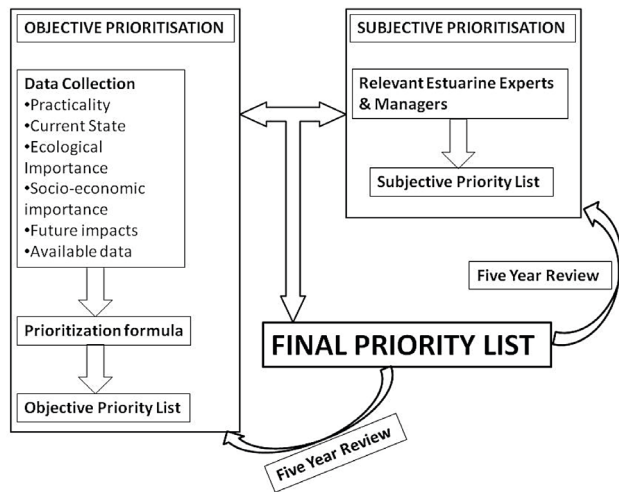 OBJECTIVE PRIORITISATION
Data Collection
•Practicality
•Current State
•Ecological
Importance
•Socio-economic
importance
•Future impacts
•Available data
Prioritization formula
Objective Priority List
SUBJECTIVE PRIORITISATION
Relevant Estuarine Experts
& Managers
Subjective Priority List
Five Year Review
FINAL PRIORITY LIST
Five Year Review